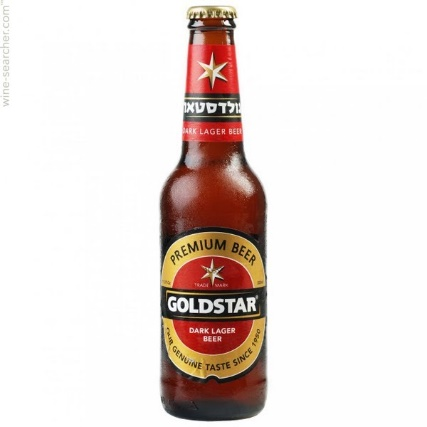 גולדסטאר
DARK LAGER BEER
PREMIUM BEER
TRADE MARK
GOLDSTAR
DARK LAGER
BEER
OUR GENUINE TASTE SINCE 1950
© wine-searcher.com